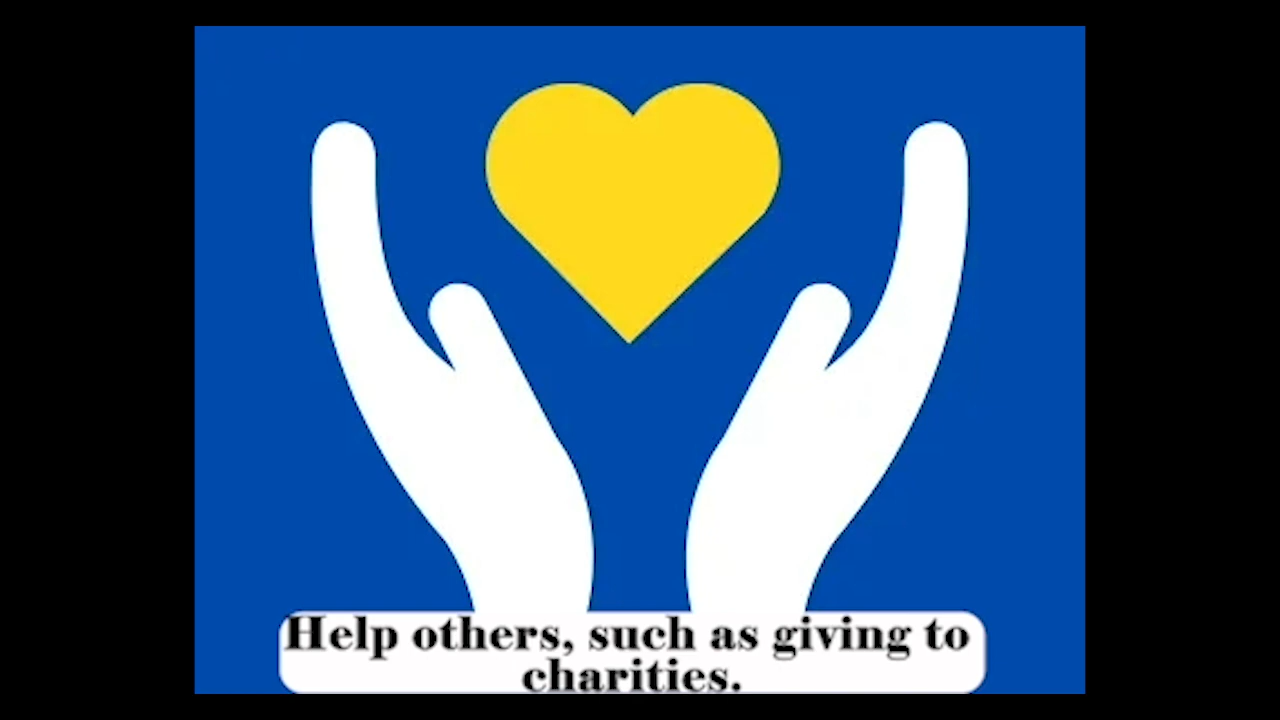 Help others, such as giving to
charities.